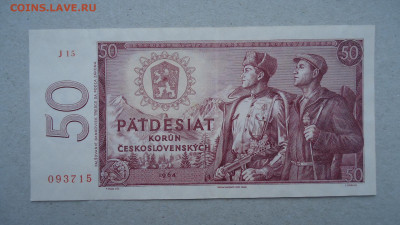 COINS.LAVE.RU
J 15
50
50
50
PÄTDESIAT
KORÚN
ČESKOSLOVENSKÝCH
1964
093715
50